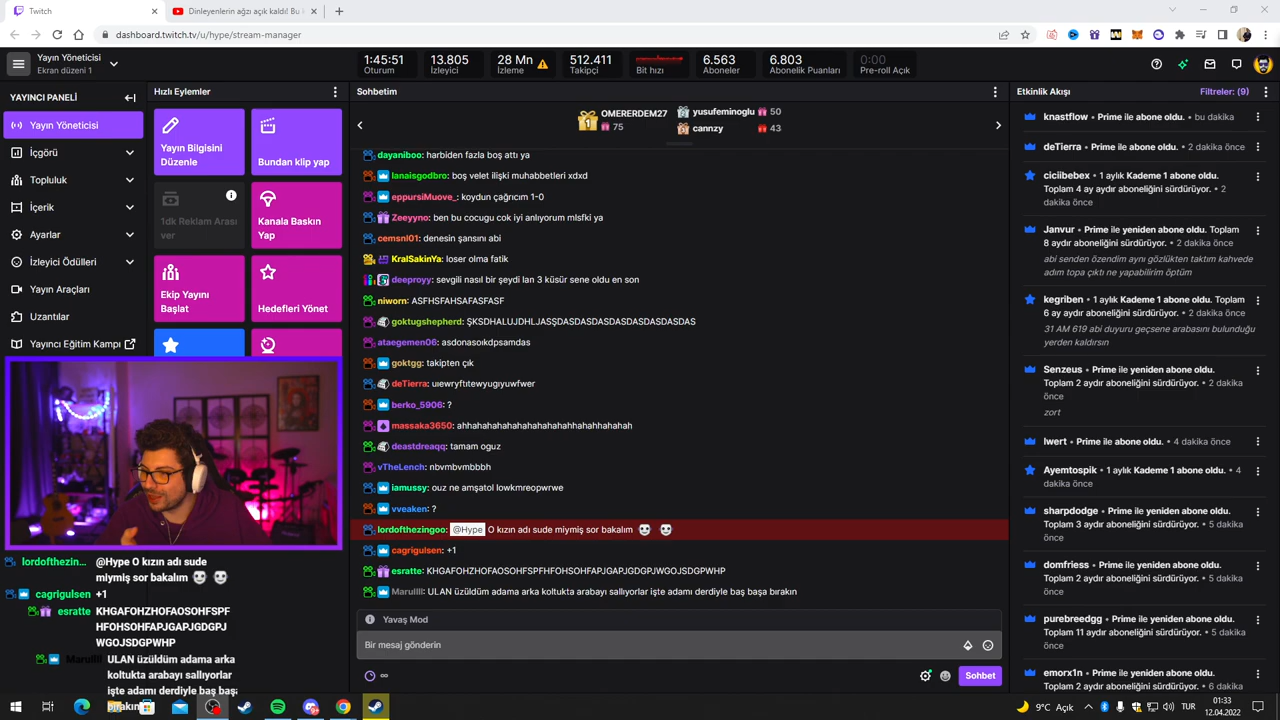 Twitch
Dinleyenlerin ağzı açık kaldı! Bu
dashboard.twitch.tv/u/hype/stream-manager
Yayın Yöneticisi
Ekran düzeni 1
1:45:51
Oturum
13.805
İzleyici
28 Mn
İzleme
512.411
Takipçi
Bit hızı
6.563
Aboneler
6.803
Abonelik Puanları
0:00
Pre-roll Açık
YAYINCI PANELİ
Yayın Yöneticisi
İçgörü
Topluluk
İçerik
Ayarlar
İzleyici Ödülleri
Yayın Araçları
Uzantılar
Yayıncı Eğitim Kampı
Hızlı Eylemler
Yayın Bilgisini
Düzenle
Bundan klip yap
1dk Reklam Arası
ver
Kanala Baskın
Yap
Ekip Yayını
Başlat
Hedefleri Yönet
Sohbetim
1
OMERERDEM27
75
yusufeminoglu 50
cannzy 43
dayaniboo: harbiden fazla boş attı ya
lanaisgodbro: boş velet ilişki muhabbetleri xdxd
eppursiMuove_: koydun çağrıcım 1-0
Zeeyyno: ben bu cocugu cok iyi anlıyorum mlsfki ya
cemsnl01: denesin şansını abi
KralSakinYa: loser olma fatik
deeproyy: sevgili nasıl bir şeydi lan 3 küsür sene oldu en son
niworn: ASFHSFAHSAFASFASF
goktugshepherd: ŞKSDHALUJDHLJASŞDASDASDASDASDASDASDASDAS
ataegemen06: asdonasoıkdpsamdas
goktgg: takipten çık
deTierra: uıewryftıtewyugıyuwfwer
berko_5906: ?
massaka3650: ahhahahahahahahahahahhahahhahahah
deastdreaqq: tamam oguz
vTheLench: nbvmbvmbbbh
iamussy: ouz ne amşatol lowkmreopwrwe
vveaken: ?
lordofthezingoo: @Hype O kızın adı sude miymiş sor bakalım
cagrigulsen: +1
esratte: KHGAFOHZHOFAOSOHFSPFHFOHSOHFAPJGAPJGDGPJWGOJSDGPWHP
Marullll: ULAN üzüldüm adama arka koltukta arabayı sallıyorlar işte adamı derdiyle baş başa bırakın
Yavaş Mod
Bir mesaj gönderin
Sohbet
Etkinlik Akışı
Filtreler: (9)
knastflow • Prime ile abone oldu. • bu dakika
deTierra • Prime ile abone oldu. • 2 dakika önce
ciciibebex • 1 aylık Kademe 1 abone oldu.
Toplam 4 ay aydır aboneliğini sürdürüyor. • 2
dakika önce
Janvur • Prime ile yeniden abone oldu. Toplam
8 aydır aboneliğini sürdürüyor. • 2 dakika önce
abi senden özendim aynı gözlükten taktım kahvede
adım topa çıktı ne yapabilirim öptüm
kegriben • 1 aylık Kademe 1 abone oldu. Toplam
6 ay aydır aboneliğini sürdürüyor. • 2 dakika önce
31 AM 619 abi duyuru geçsene arabasını bulunduğu
yerden kaldırsın
Senzeus • Prime ile yeniden abone oldu.
Toplam 2 aydır aboneliğini sürdürüyor. • 2 dakika
önce
zort
lwert • Prime ile abone oldu. • 4 dakika önce
Ayemtospik • 1 aylık Kademe 1 abone oldu. • 4
dakika önce
sharpdodge • Prime ile yeniden abone oldu.
Toplam 3 aydır aboneliğini sürdürüyor. • 5 dakika
önce
domfriess • Prime ile yeniden abone oldu.
Toplam 2 aydır aboneliğini sürdürüyor. • 5 dakika
önce
purebreedgg • Prime ile yeniden abone oldu.
Toplam 11 aydır aboneliğini sürdürüyor. • 5 dakika
önce
emorx1n • Prime ile yeniden abone oldu.
Toplam 2 aydır aboneliğini sürdürüyor. • 6 dakika
lordofthezin... @Hype O kızın adı sude
miymiş sor bakalım
cagrigulsen +1
esratte KHGAFOHZHOFAOSOHFSPF
HFOHSOHFAPJGAPJGDGPJ
WGOJSDGPWHP
Marullll ULAN üzüldüm adama arka
koltukta arabayı sallıyorlar
işte adamı derdiyle baş başa
bırakın
9°C Açık
TUR
01:33
12.04.2022